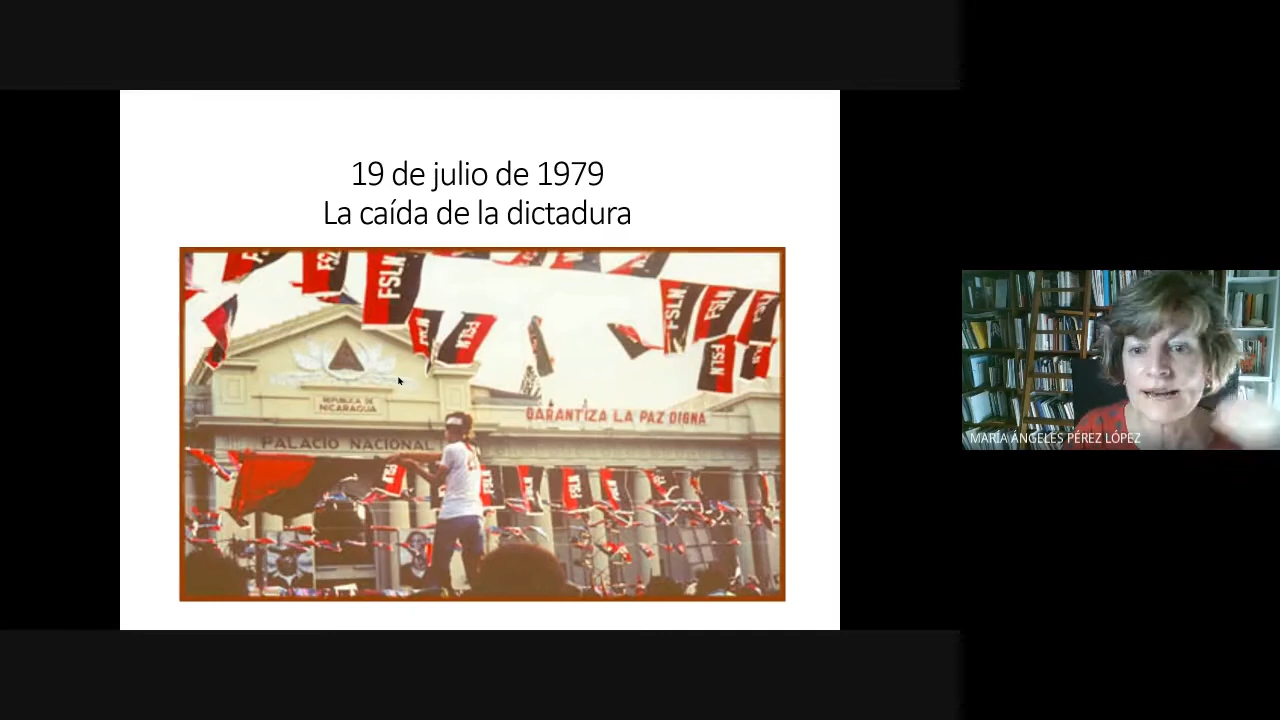 19 de julio de 1979
La caída de la dictadura
FSLN
FSLN
FSLN
FSLN
FSLN
FSLN
REPUBLICA DE
NICARAGUA
GARANTIZA LA PAZ DIGNA
PALACIO NACIONAL
MARÍA ÁNGELES PÉREZ LÓPEZ